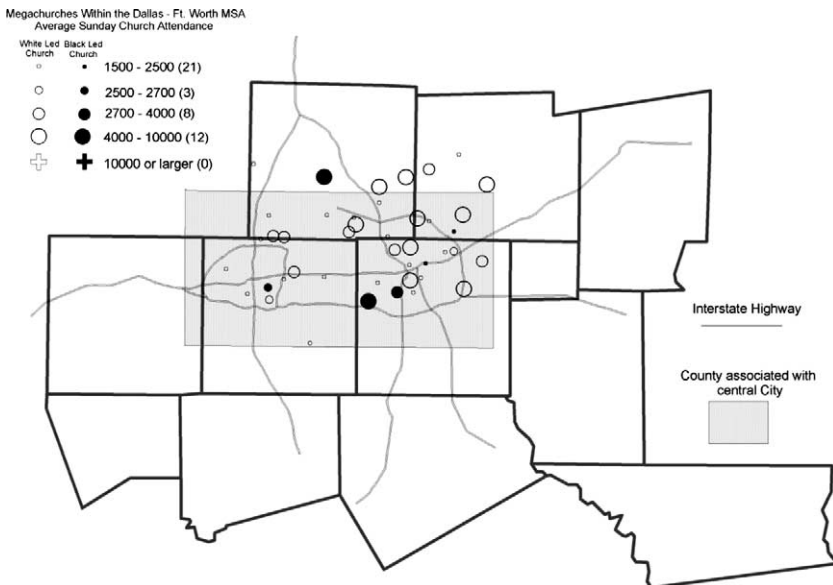 Megachurches Within the Dallas - Ft. Worth MSA
Average Sunday Church Attendance
White Led Church
Black Led Church
1500 - 2500 (21)
2500 - 2700 (3)
2700 - 4000 (8)
4000 - 10000 (12)
10000 or larger (0)
Interstate Highway
County associated with
central City